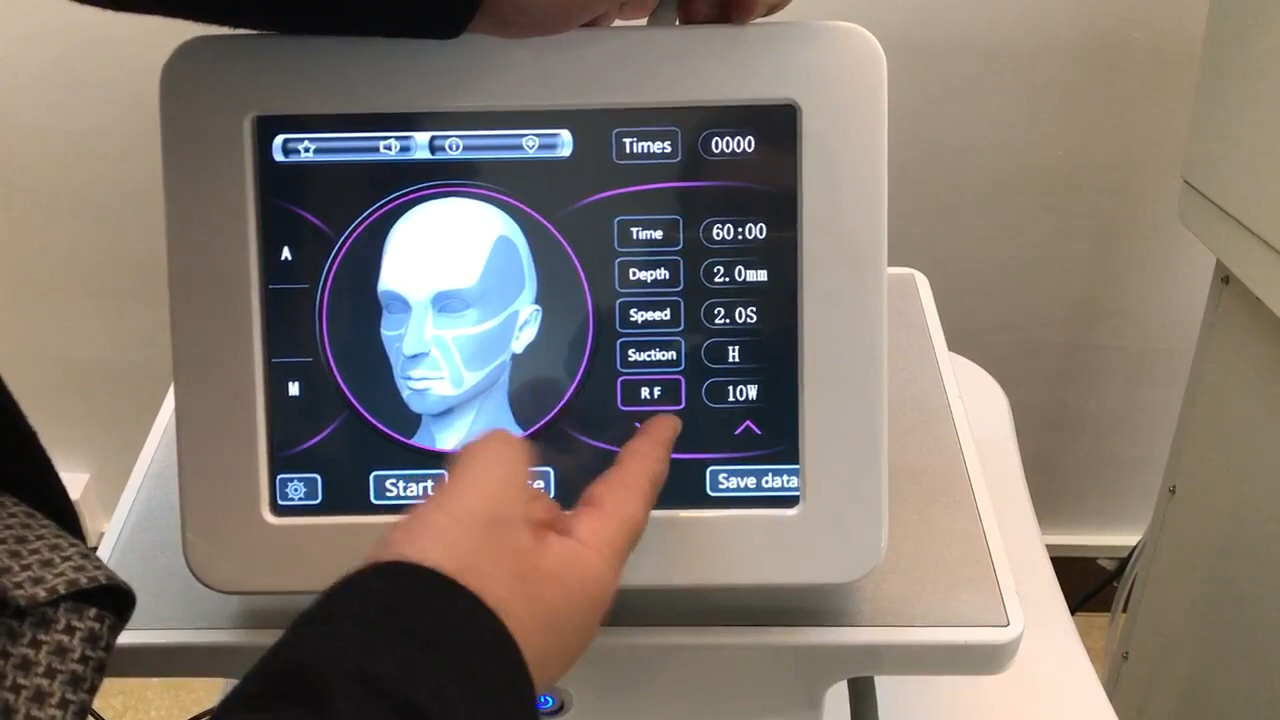 Times 0000
Time 60:00
A
Depth 2.0mm
Speed 2.0S
Suction H
M
RF 10W
Start
Save data